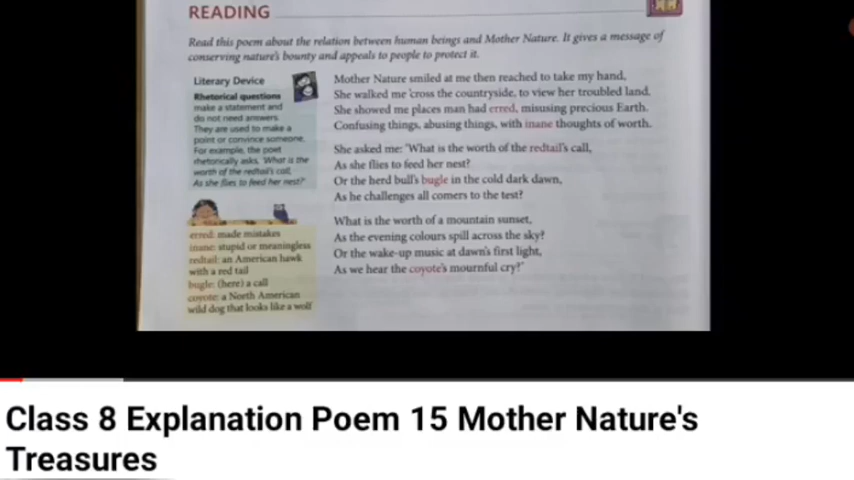 READING
Read this poem about the relation between human beings and Mother Nature. It gives a message of
conserving nature's bounty and appeals to people to protect it.
Literary Device
Rhetorical questions
make a statement and
do not need answers.
They are used to make a
point or convince someone.
For example, the poet
rhetorically asks, 'What is the
worth of the redtail's call,
As she flies to feed her nest?'
erred: made mistakes
inane: stupid or meaningless
redtail: an American hawk
with a red tail
bugle: (here) a call
coyote: a North American
wild dog that looks like a wolf
Mother Nature smiled at me then reached to take my hand,
She walked me 'cross the countryside, to view her troubled land.
She showed me places man had erred, misusing precious Earth.
Confusing things, abusing things, with inane thoughts of worth.
She asked me: 'What is the worth of the redtail's call,
As she flies to feed her nest?
Or the herd bull's bugle in the cold dark dawn,
As he challenges all comers to the test?
What is the worth of a mountain sunset,
As the evening colours spill across the sky?
Or the wake-up music at dawn's first light,
As we hear the coyote's mournful cry?'
Class 8 Explanation Poem 15 Mother Nature's
Treasures